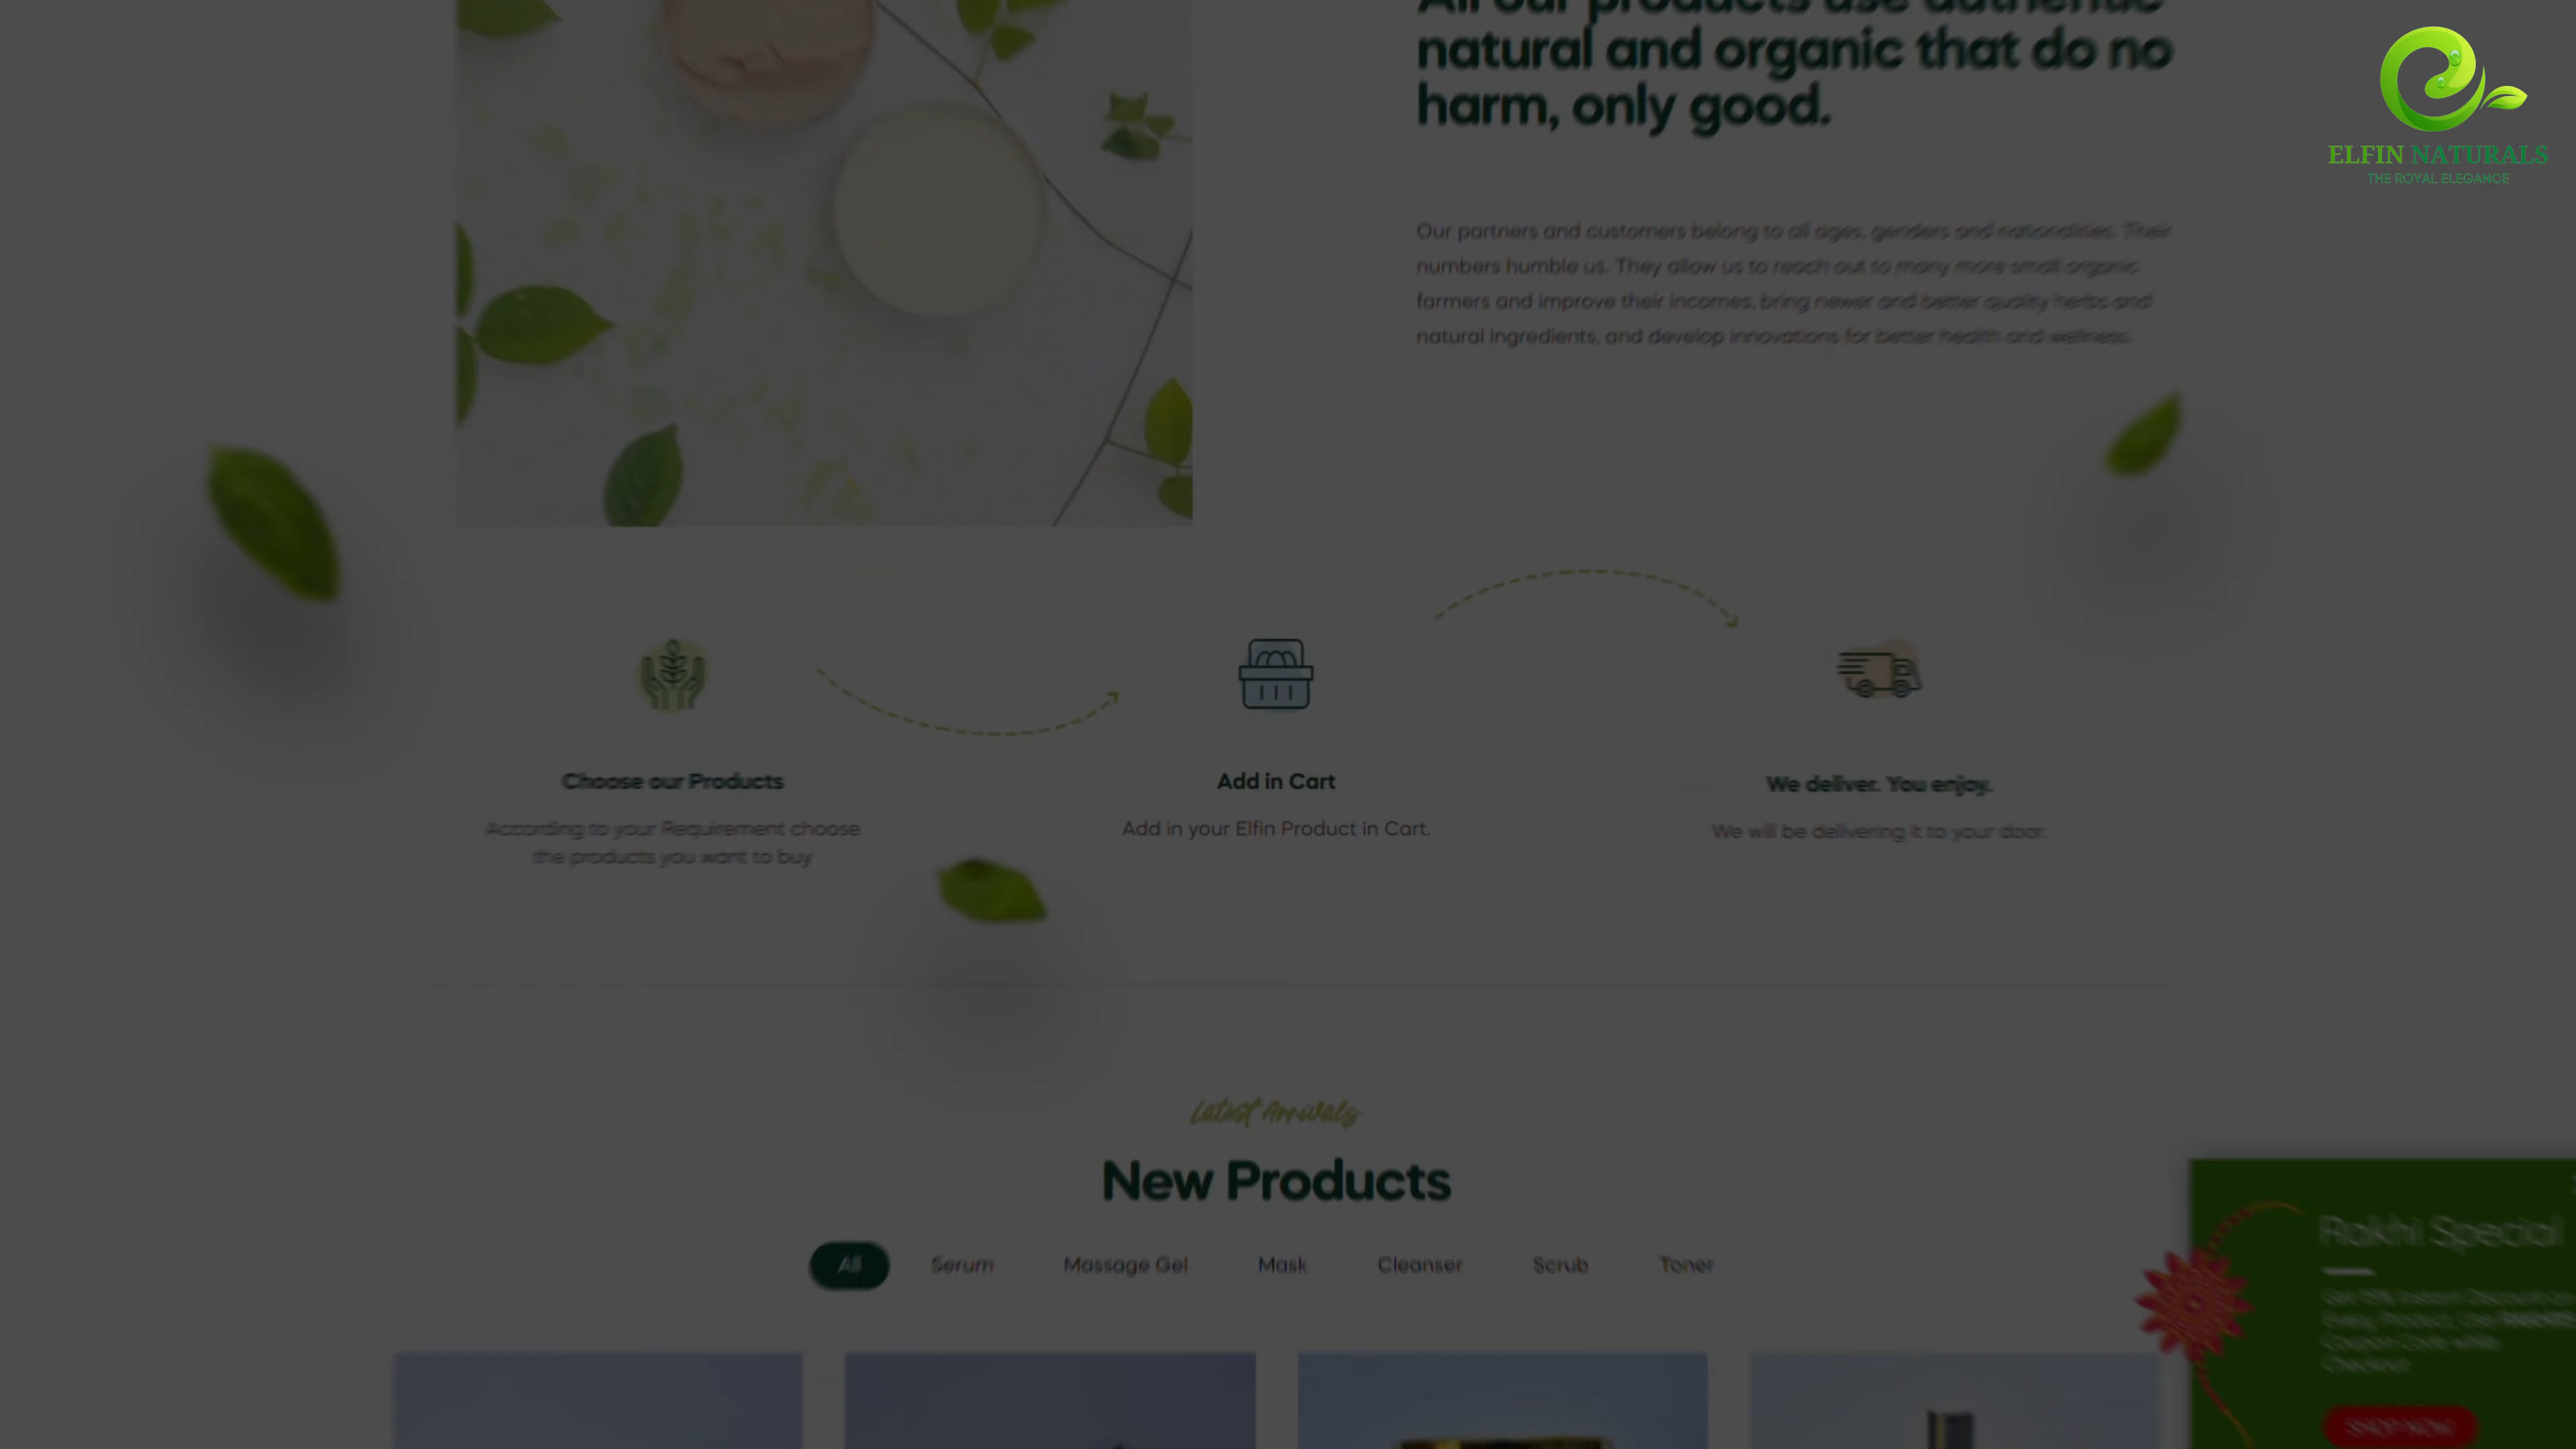 All our products use authentic
natural and organic that do no
harm, only good.
ELFIN NATURALS
THE ROYAL ELEGANCE
Our partners and customers belong to all ages, genders and nationalities. Their
numbers humble us. They allow us to reach out to many more small organic
farmers and improve their incomes, bring newer and better quality herbs and
natural ingredients, and develop innovations for better health and wellness.
Choose our Products
According to your Requirement choose
the products you want to buy
Add in Cart
Add in your Elfin Product in Cart.
We deliver. You enjoy.
We will be delivering it to your door.
Latest Arrivals
New Products
All
Serum
Massage Gel
Mask
Cleanser
Scrub
Toner
Rakhi Special
Coupon Code while
Checkout
SHOP NOW